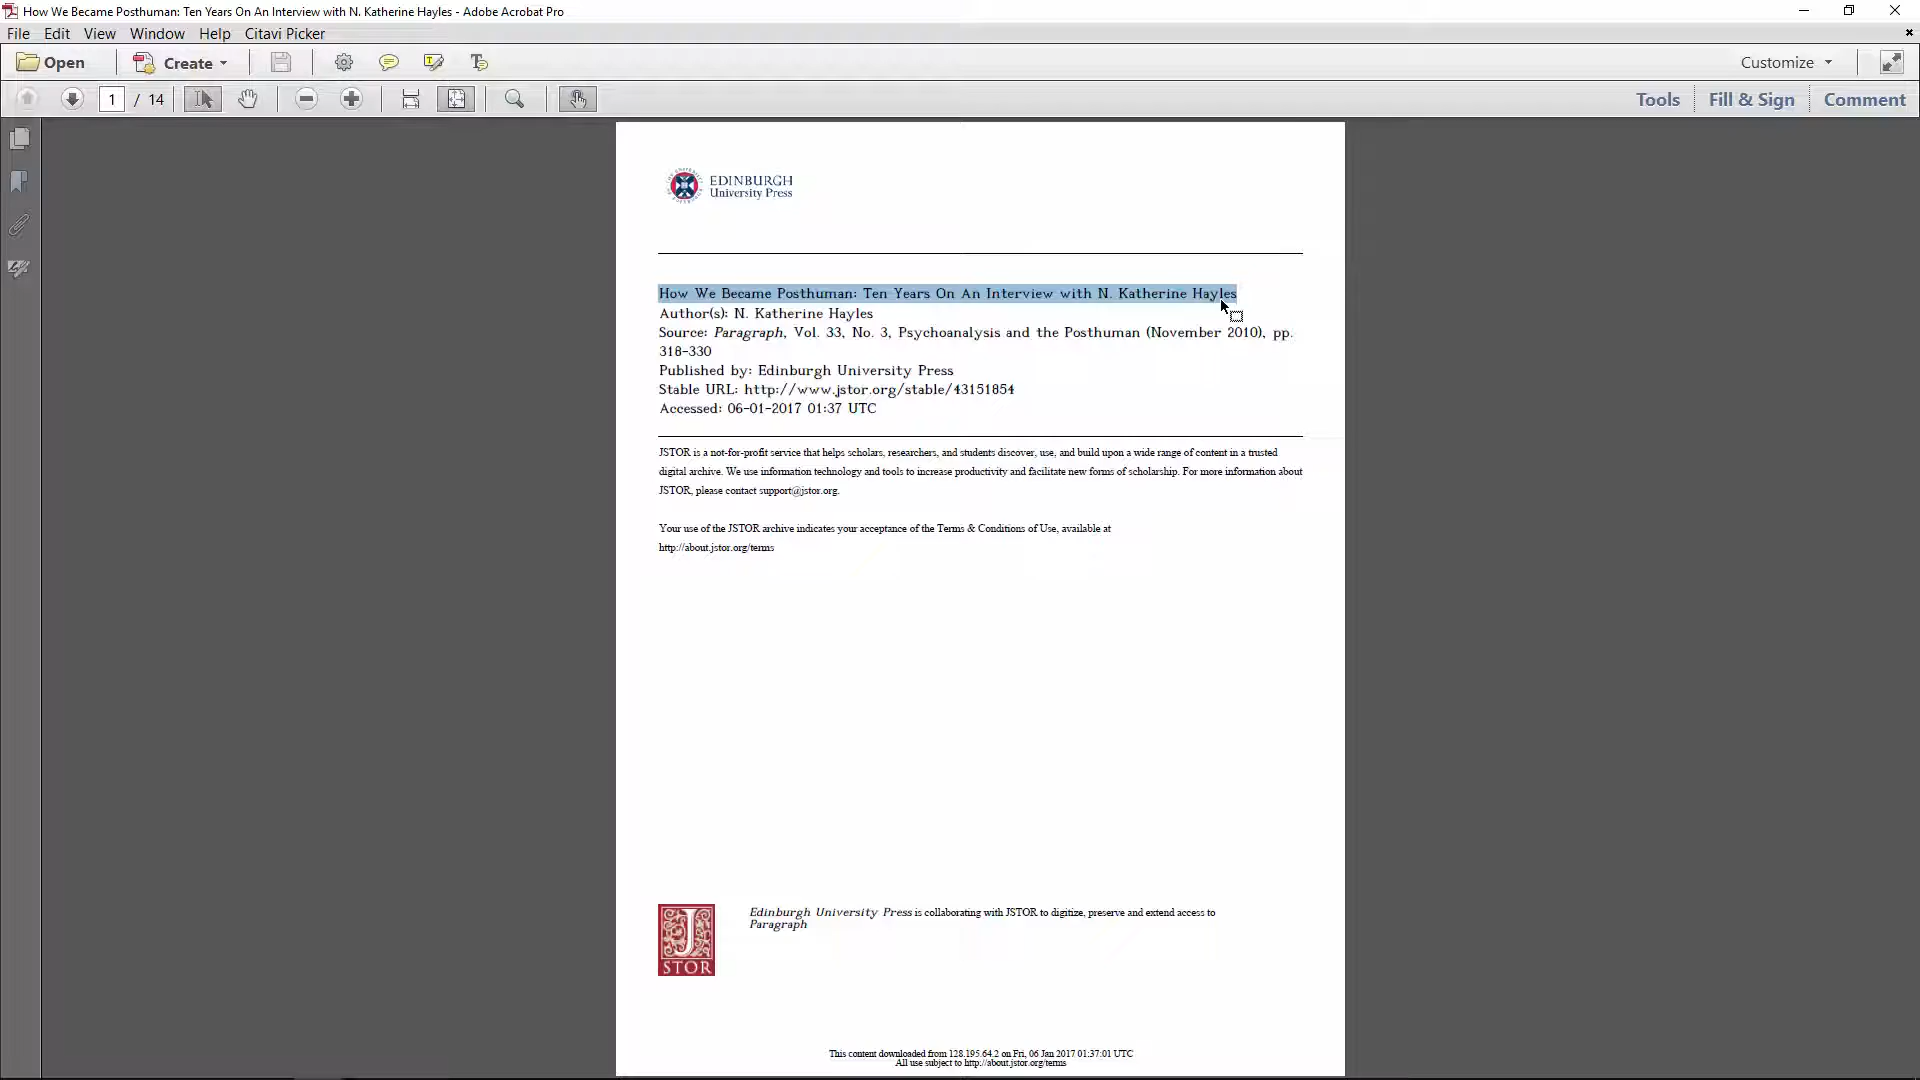 How We Became Posthuman: Ten Years On An Interview with N. Katherine Hayles - Adobe Acrobat Pro
File Edit View Window Help Citavi Picker
Open Create Customize
1 / 14 Tools Fill & Sign Comment
EDINBURGH
University Press
How We Became Posthuman: Ten Years On An Interview with N. Katherine Hayles
Author(s): N. Katherine Hayles
Source: Paragraph, Vol. 33, No. 3, Psychoanalysis and the Posthuman (November 2010), pp.
318-330
Published by: Edinburgh University Press
Stable URL: http://www.jstor.org/stable/43151854
Accessed: 06-01-2017 01:37 UTC
JSTOR is a not-for-profit service that helps scholars, researchers, and students discover, use, and build upon a wide range of content in a trusted
digital archive. We use information technology and tools to increase productivity and facilitate new forms of scholarship. For more information about
JSTOR, please contact support@jstor.org.
Your use of the JSTOR archive indicates your acceptance of the Terms & Conditions of Use, available at
http://about.jstor.org/terms
J
STOR
Edinburgh University Press is collaborating with JSTOR to digitize, preserve and extend access to
Paragraph
This content downloaded from 128.195.64.2 on Fri, 06 Jan 2017 01:37:01 UTC
All use subject to http://about.jstor.org/terms